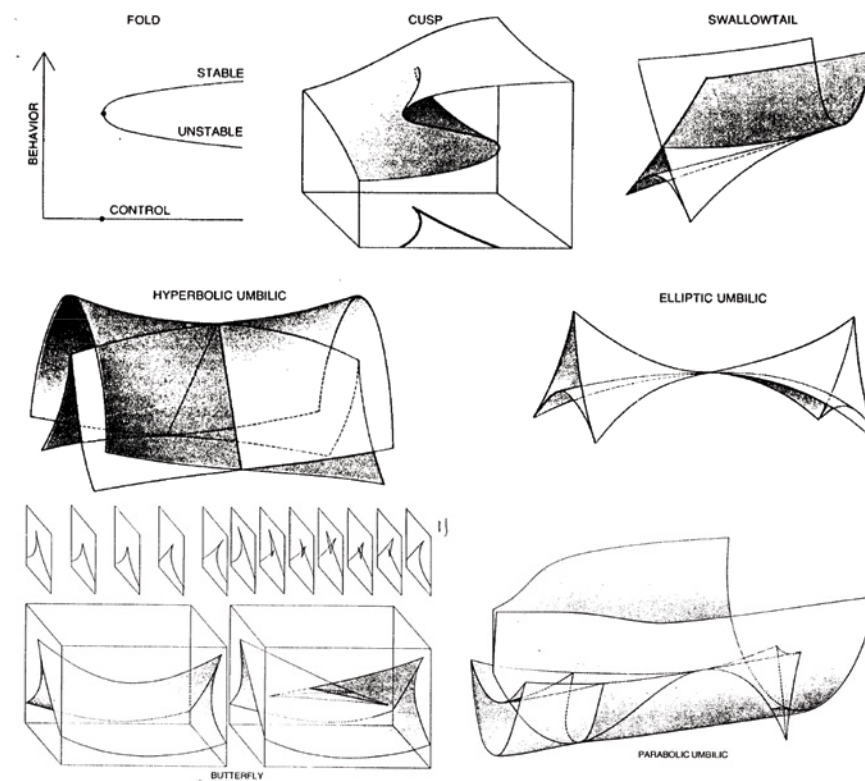 FOLD
CUSP
SWALLOWTAIL
STABLE
UNSTABLE
BEHAVIOR
CONTROL
HYPERBOLIC UMBILIC
ELLIPTIC UMBILIC
BUTTERFLY
PARABOLIC UMBILIC